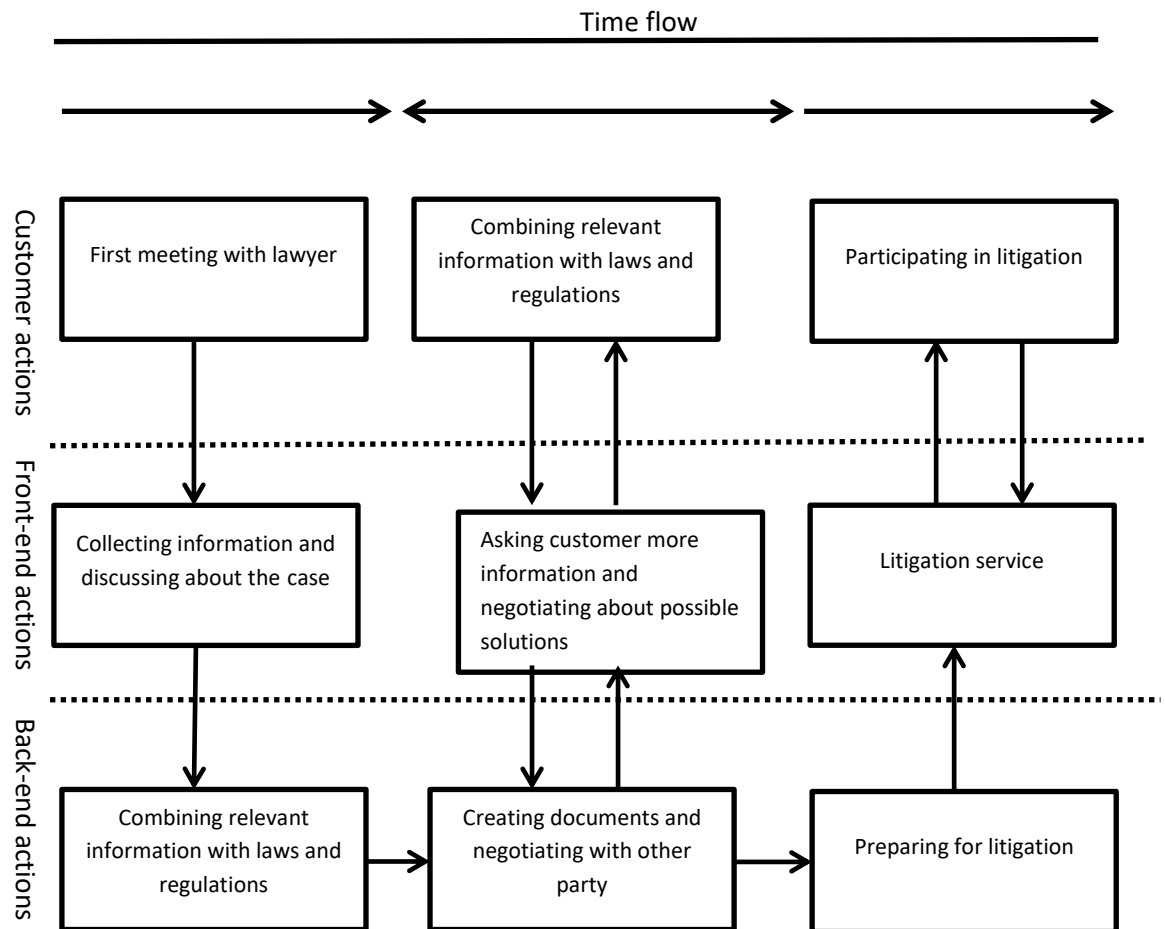 Time flow
Customer actions
First meeting with lawyer
Combining relevant
information with laws and
regulations
Participating in litigation
Front-end actions
Collecting information and
discussing about the case
Asking customer more
information and
negotiating about possible
solutions
Litigation service
Back-end actions
Combining relevant
information with laws and
regulations
Creating documents and
negotiating with other
party
Preparing for litigation